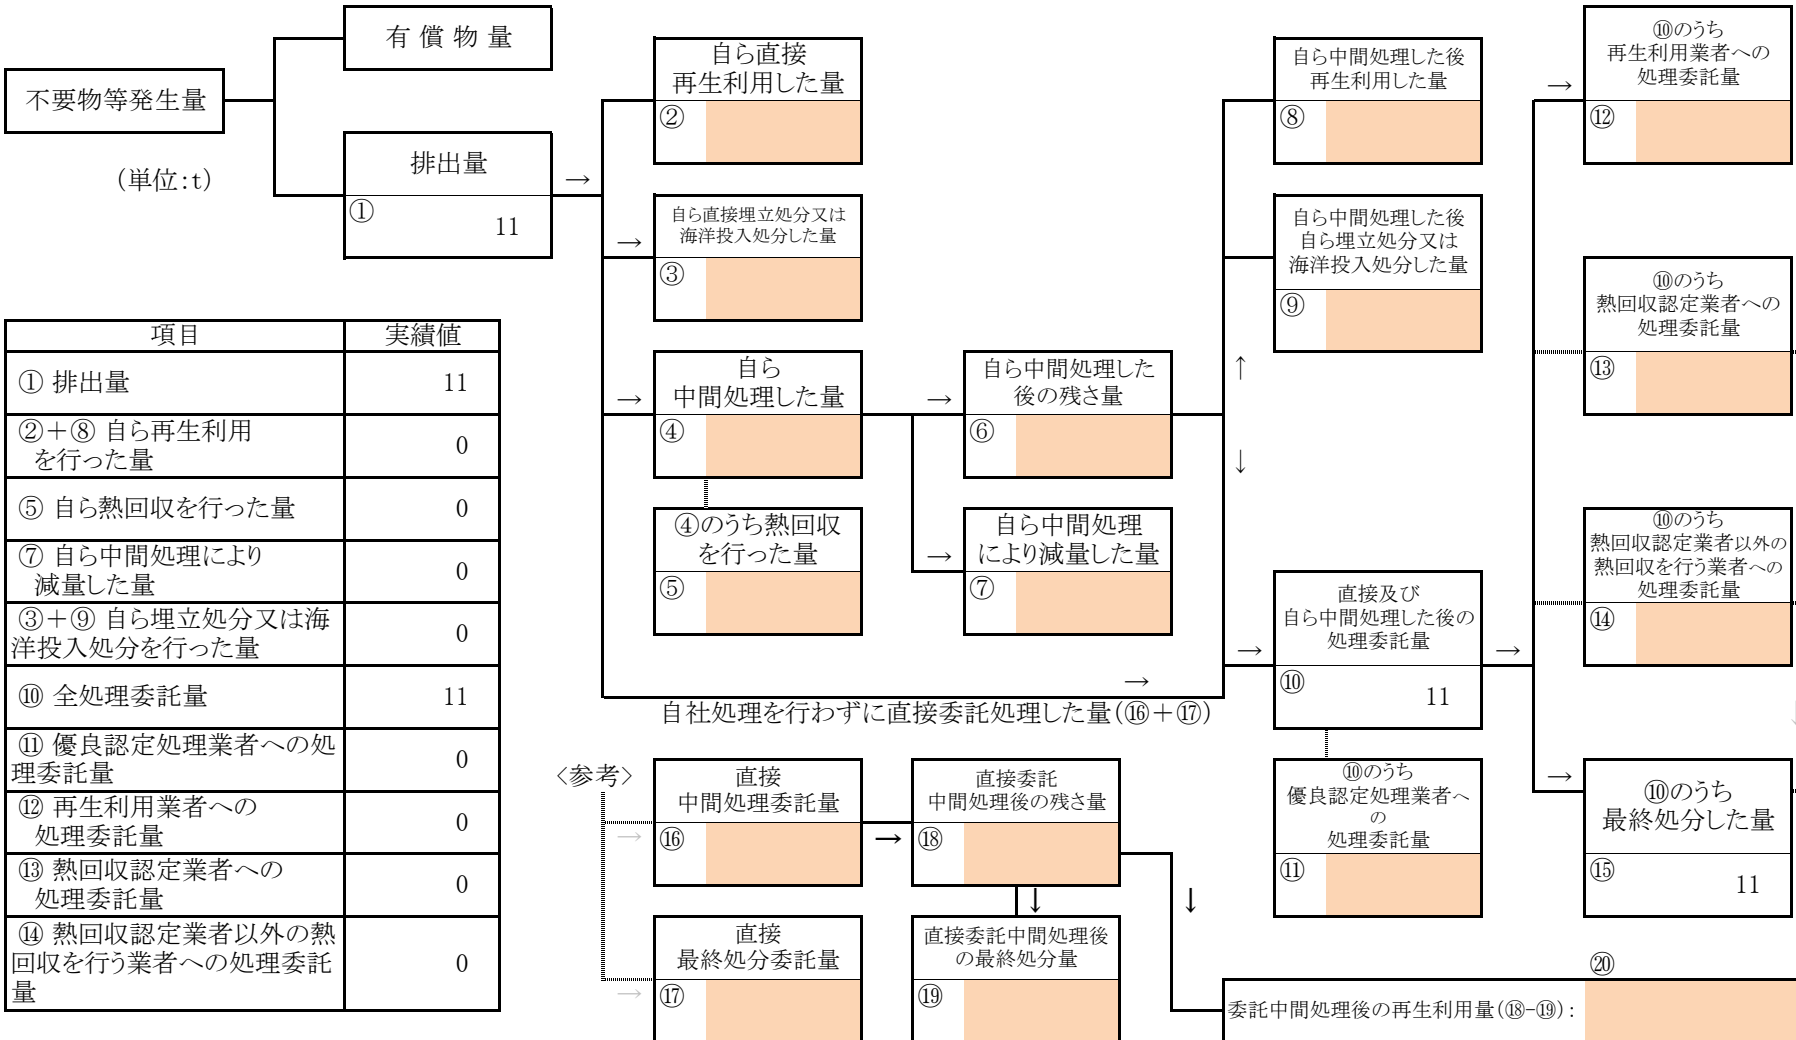 不要物等発生量
(単位:t)
有 償 物 量
排出量
①
11
→
自ら直接
再生利用した量
②
→
自ら直接埋立処分又は
海洋投入処分した量
③
→
自ら
中間処理した量
④
④のうち熱回収
を行った量
⑤
→
自ら中間処理した
後の残さ量
⑥
→
自ら中間処理
により減量した量
⑦
→
自社処理を行わずに直接委託処理した量(⑯+⑰)
↑
↓
自ら中間処理した後
再生利用した量
⑧
自ら中間処理した後
自ら埋立処分又は
海洋投入処分した量
⑨
→
直接及び
自ら中間処理した後の
処理委託量
⑩
11
⑩のうち
優良認定処理業者へ
の
処理委託量
⑪
→
→
⑩のうち
再生利用業者への
処理委託量
⑫
⑩のうち
熱回収認定業者への
処理委託量
⑬
⑩のうち
熱回収認定業者以外の
熱回収を行う業者への
処理委託量
⑭
→
⑩のうち
最終処分した量
⑮
11
項目 実績値
① 排出量 11
②+⑧ 自ら再生利用
を行った量 0
⑤ 自ら熱回収を行った量 0
⑦ 自ら中間処理により
減量した量 0
③+⑨ 自ら埋立処分又は海
洋投入処分を行った量 0
⑩ 全処理委託量 11
⑪ 優良認定処理業者への処
理委託量 0
⑫ 再生利用業者への
処理委託量 0
⑬ 熱回収認定業者への
処理委託量 0
⑭ 熱回収認定業者以外の熱
回収を行う業者への処理委託
量 0
<参考>
→
直接
中間処理委託量
⑯
→
直接委託
中間処理後の残さ量
⑱
↓
↓
→
直接
最終処分委託量
⑰
直接委託中間処理後
の最終処分量
⑲
⑳
委託中間処理後の再生利用量(⑱-⑲):